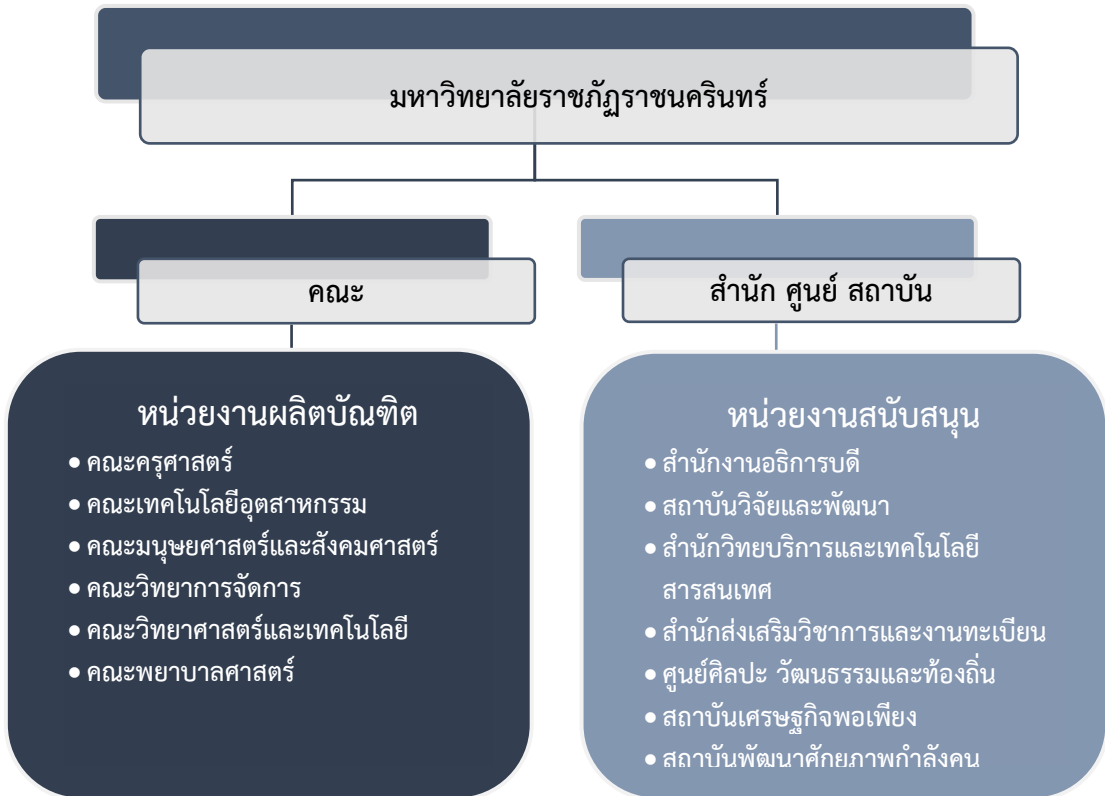 มหาวิทยาลัยราชภัฏราชนครินทร์
คณะ
สำนัก ศูนย์ สถาบัน
หน่วยงานผลิตบัณฑิต
• คณะครุศาสตร์
• คณะเทคโนโลยีอุตสาหกรรม
• คณะมนุษยศาสตร์และสังคมศาสตร์
• คณะวิทยาการจัดการ
• คณะวิทยาศาสตร์และเทคโนโลยี
• คณะพยาบาลศาสตร์
หน่วยงานสนับสนุน
• สำนักงานอธิการบดี
• สถาบันวิจัยและพัฒนา
• สำนักวิทยบริการและเทคโนโลยี
สารสนเทศ
• สำนักส่งเสริมวิชาการและงานทะเบียน
• ศูนย์ศิลปะ วัฒนธรรมและท้องถิ่น
• สถาบันเศรษฐกิจพอเพียง
• สถาบันพัฒนาศักยภาพกำลังคน